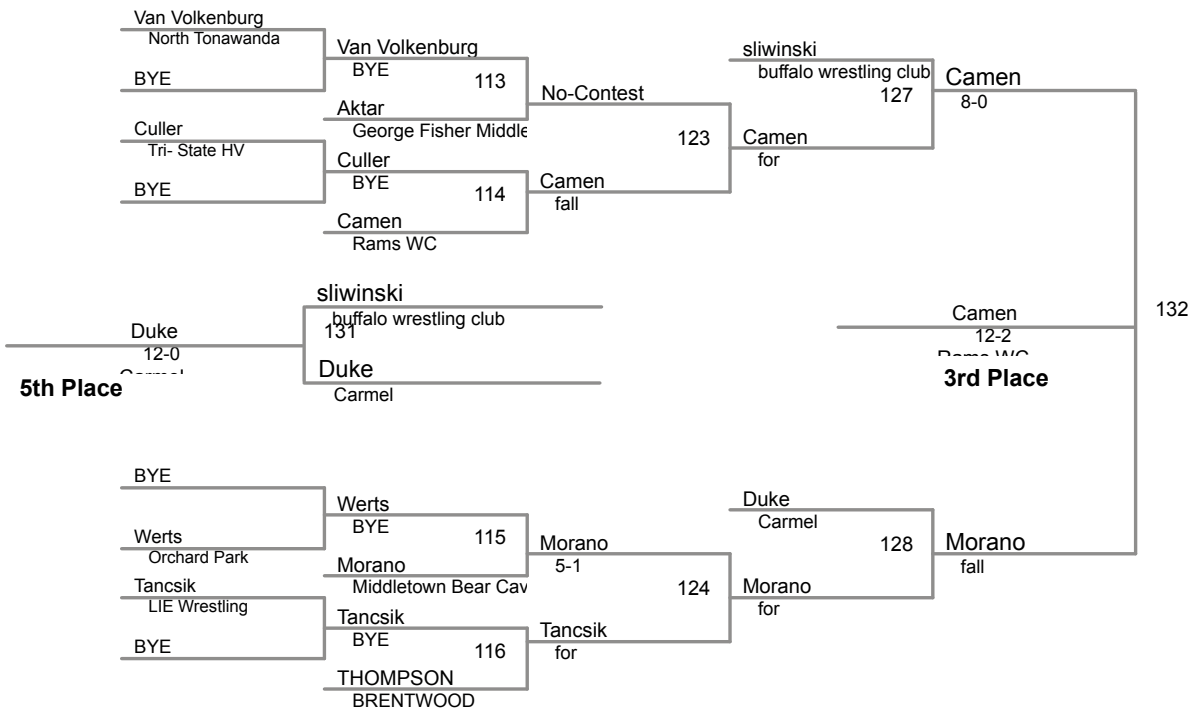 Van Volkenburg
North Tonawanda
BYE
Culler
Tri- State HV
BYE
Van Volkenburg
BYE
113
Aktar
George Fisher Middle
Culler
BYE
114
Camen
Rams WC
No-Contest
123
Camen
fall
sliwinski
buffalo wrestling club
127
Camen
for
Camen
8-0
sliwinski
buffalo wrestling club
131
Duke
12-0
Carmel
5th Place
Duke
Carmel
Camen
12-2
Rams WC
3rd Place
132
BYE
Werts
Orchard Park
Tancsik
LIE Wrestling
BYE
Werts
BYE
115
Morano
Middletown Bear Cav
Tancsik
BYE
116
THOMPSON
BRENTWOOD
Morano
5-1
124
Tancsik
for
Duke
Carmel
128
Morano
for
Morano
fall